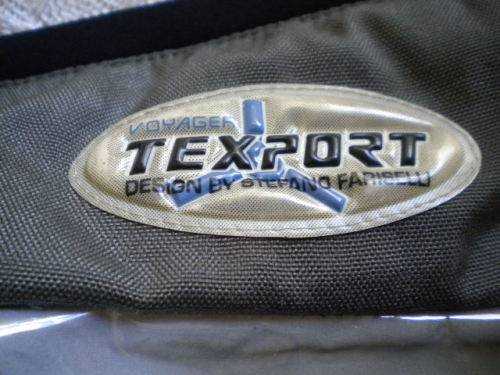 VOYAGER
TEXPORT
DESIGN BY STEFANO FARISELLI